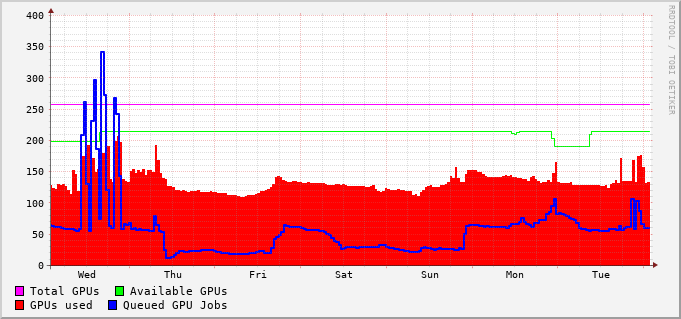 400
350
300
250
200
150
100
50
0
Wed Thu Fri Sat Sun Mon Tue
Total GPUs Available GPUs
GPUs used Queued GPU Jobs
RRDTOOL / TOBI OETIKER